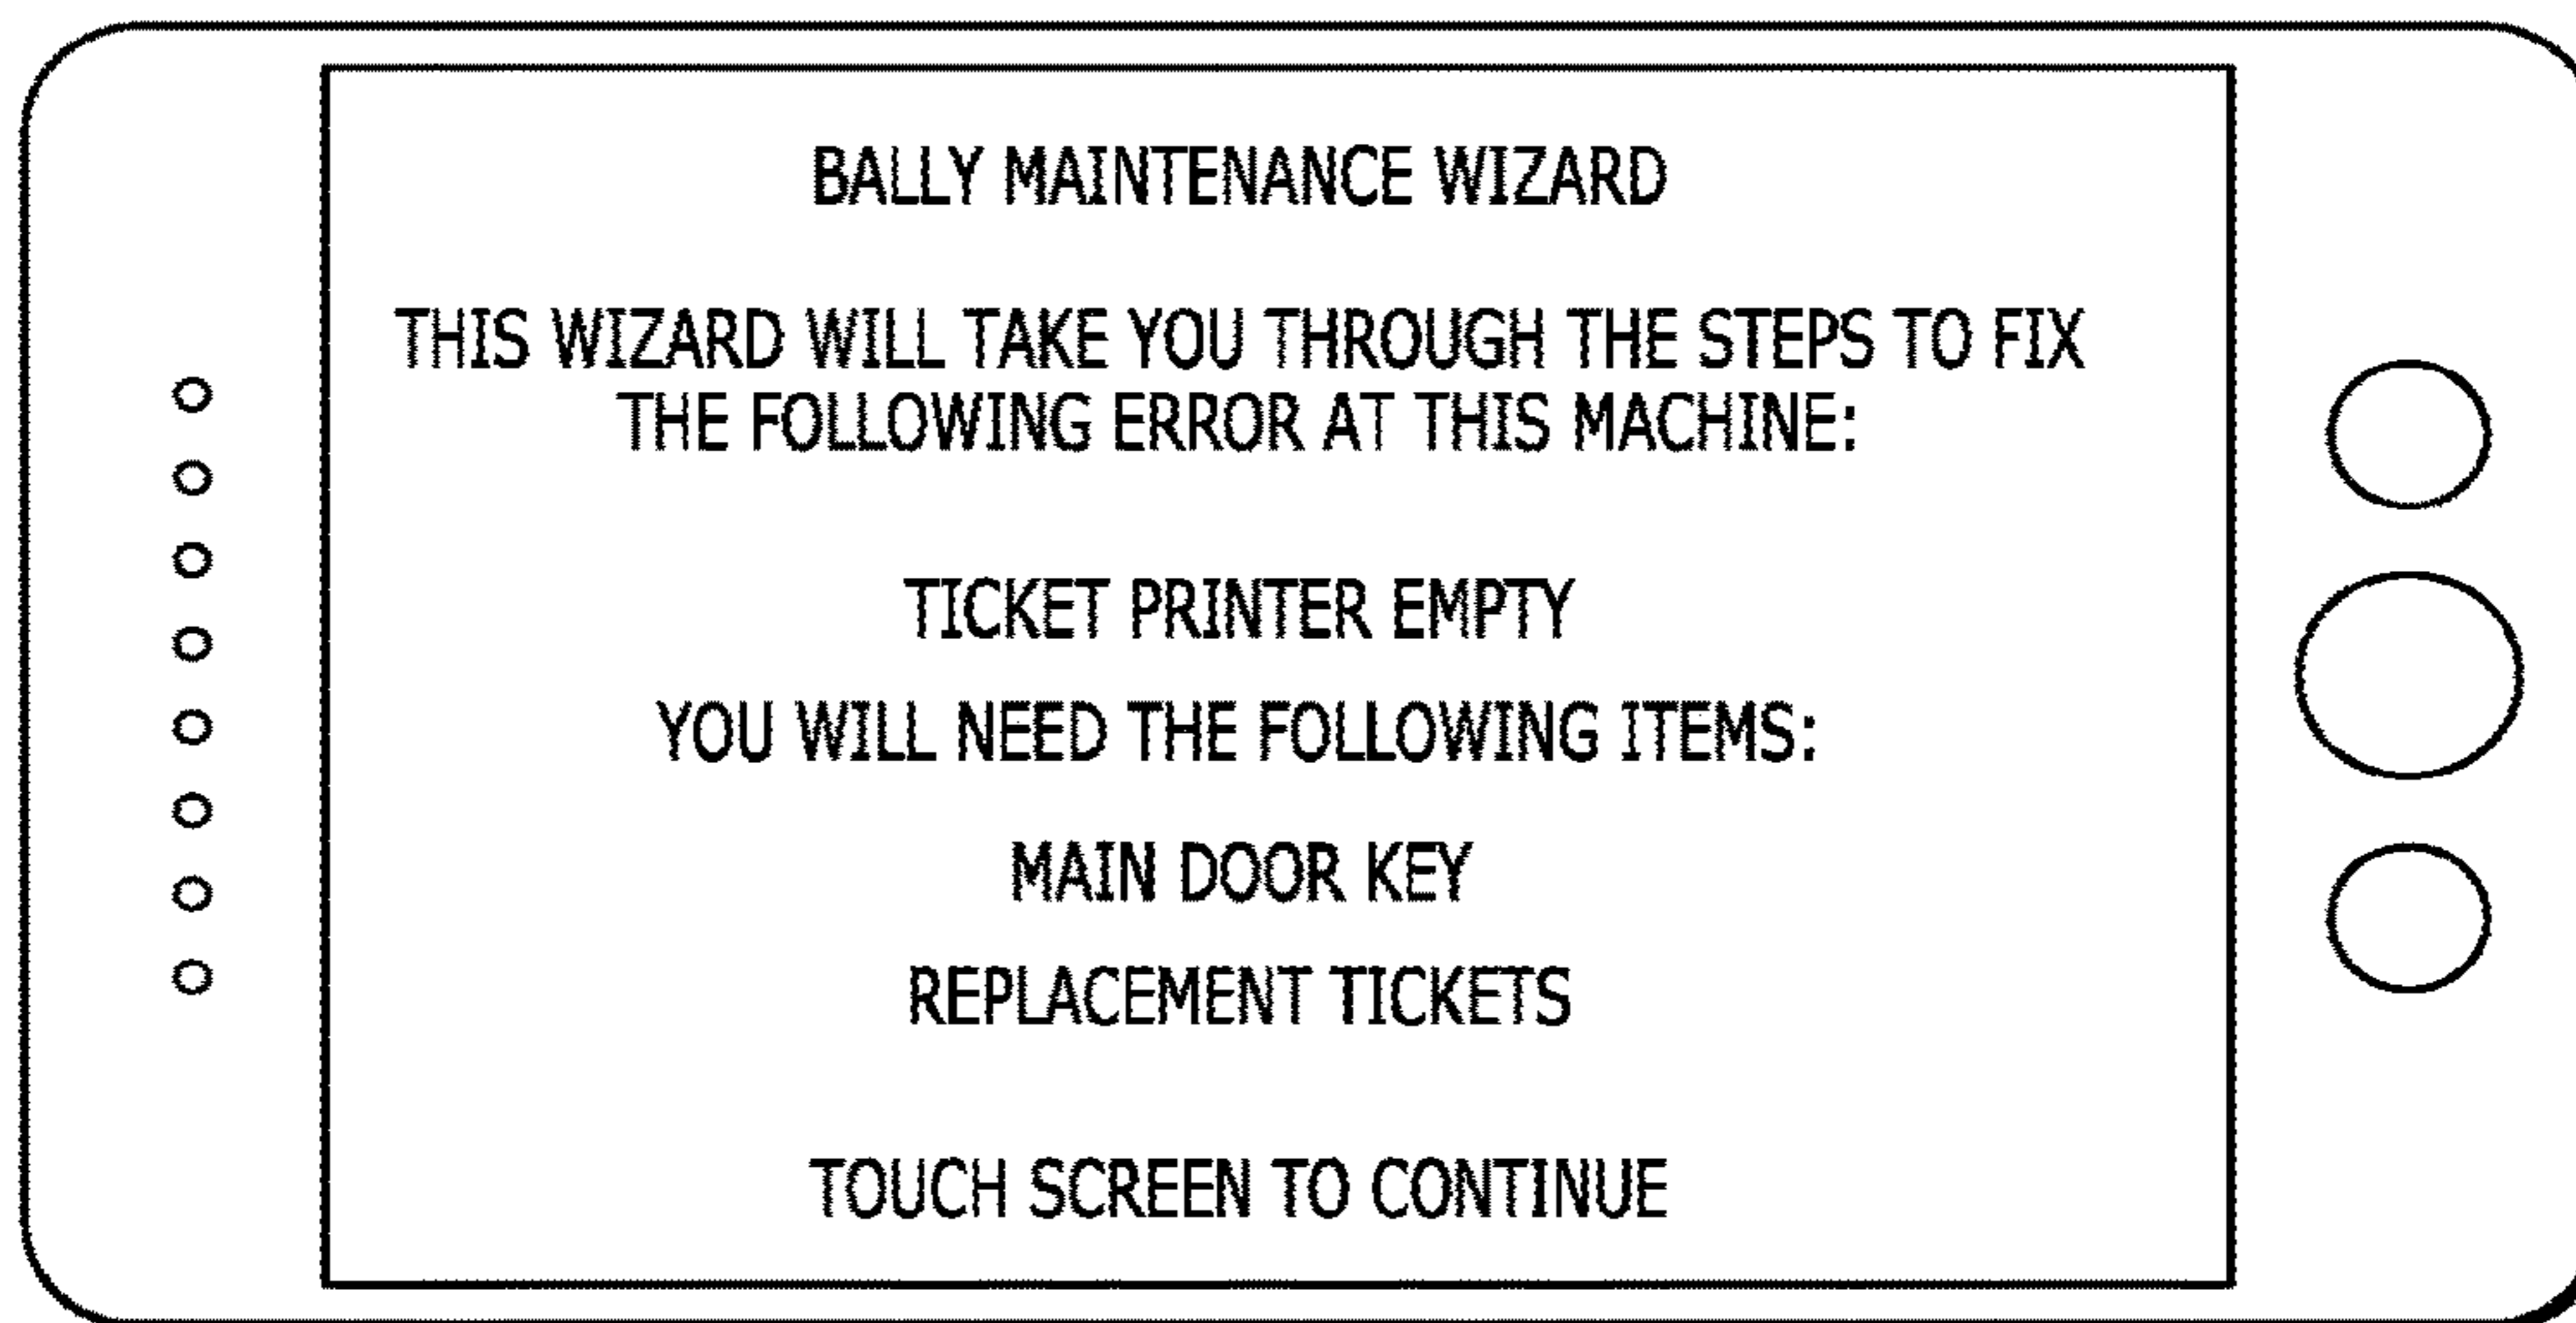 BALLY MAINTENANCE WIZARD
THIS WIZARD WILL TAKE YOU THROUGH THE STEPS TO FIX
THE FOLLOWING ERROR AT THIS MACHINE:
TICKET PRINTER EMPTY
YOU WILL NEED THE FOLLOWING ITEMS:
MAIN DOOR KEY
REPLACEMENT TICKETS
TOUCH SCREEN TO CONTINUE